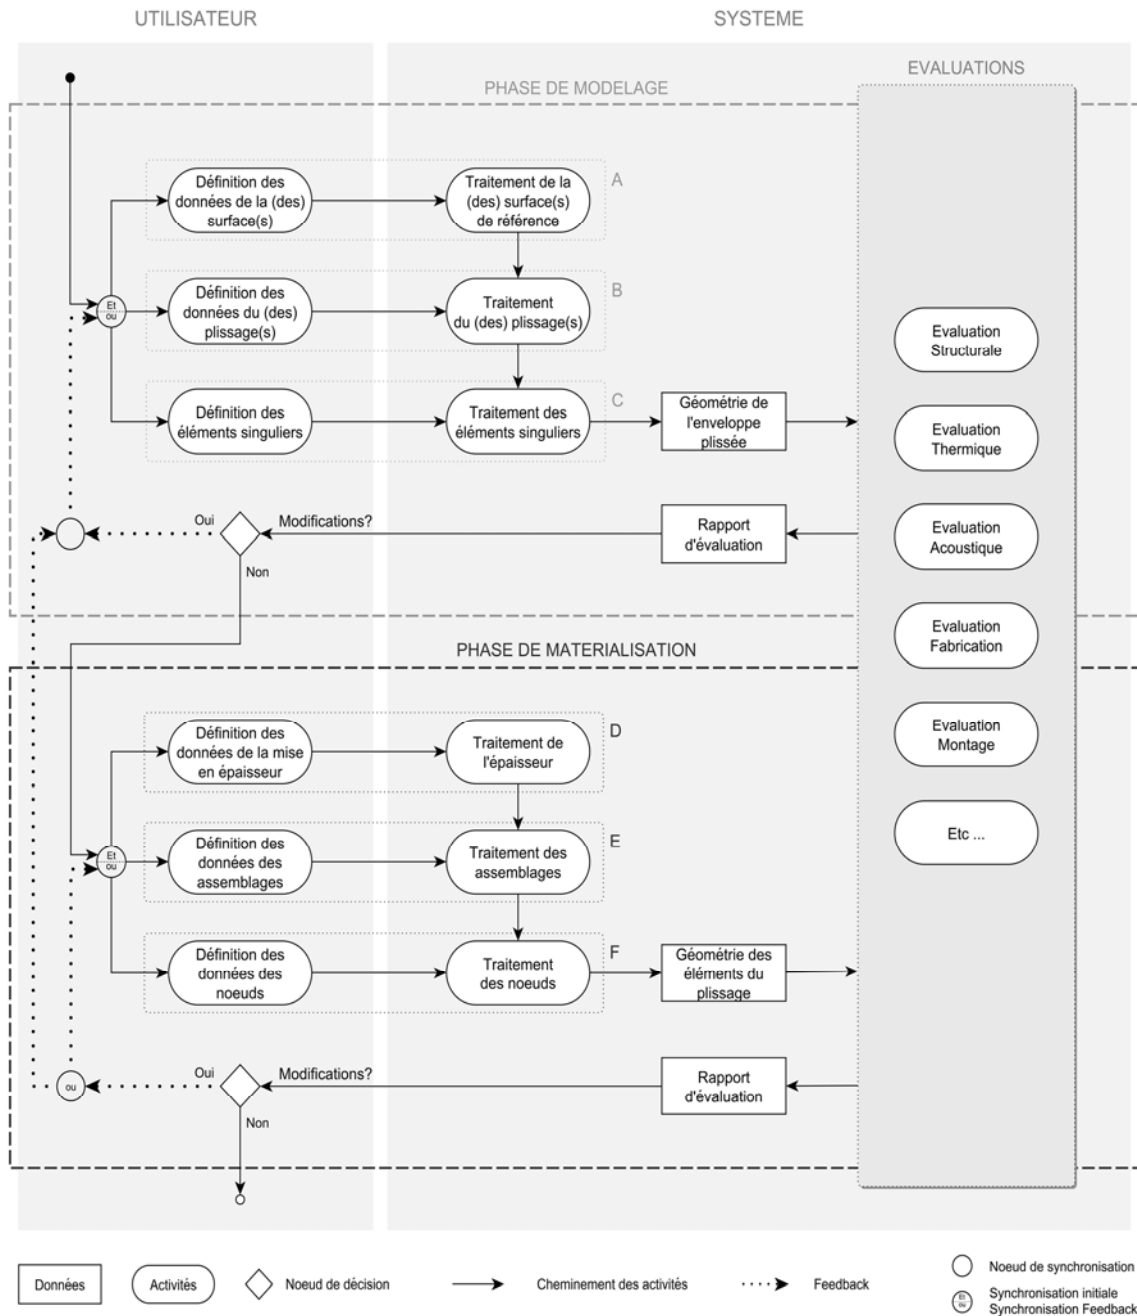 UTILISATEUR
SYSTEME
EVALUATIONS
PHASE DE MODELAGE
Définition des
données de la (des)
surface(s)
Traitement de la
(des) surface(s)
de référence
A
Définition des
données du (des)
plissage(s)
Traitement
du (des) plissage(s)
B
Et
ou
Définition des
éléments singuliers
Traitement des
éléments singuliers
C
Géométrie de
l'enveloppe
plissée
Oui
Modifications?
Non
Rapport
d'évaluation
Evaluation
Structurale
Evaluation
Thermique
Evaluation
Acoustique
Evaluation
Fabrication
Evaluation
Montage
Etc ...
PHASE DE MATERIALISATION
Définition des
données de la mise
en épaisseur
Traitement de
l'épaisseur
D
Et
ou
Définition des
données des
assemblages
Traitement des
assemblages
E
Définition des
données des
noeuds
Traitement
des noeuds
F
Géométrie des
éléments du
plissage
ou
Oui
Modifications?
Non
Rapport
d'évaluation
Données
Activités
Noeud de décision
Cheminement des activités
Feedback
Noeud de synchronisation
Et
ou
Synchronisation initiale
Synchronisation Feedback